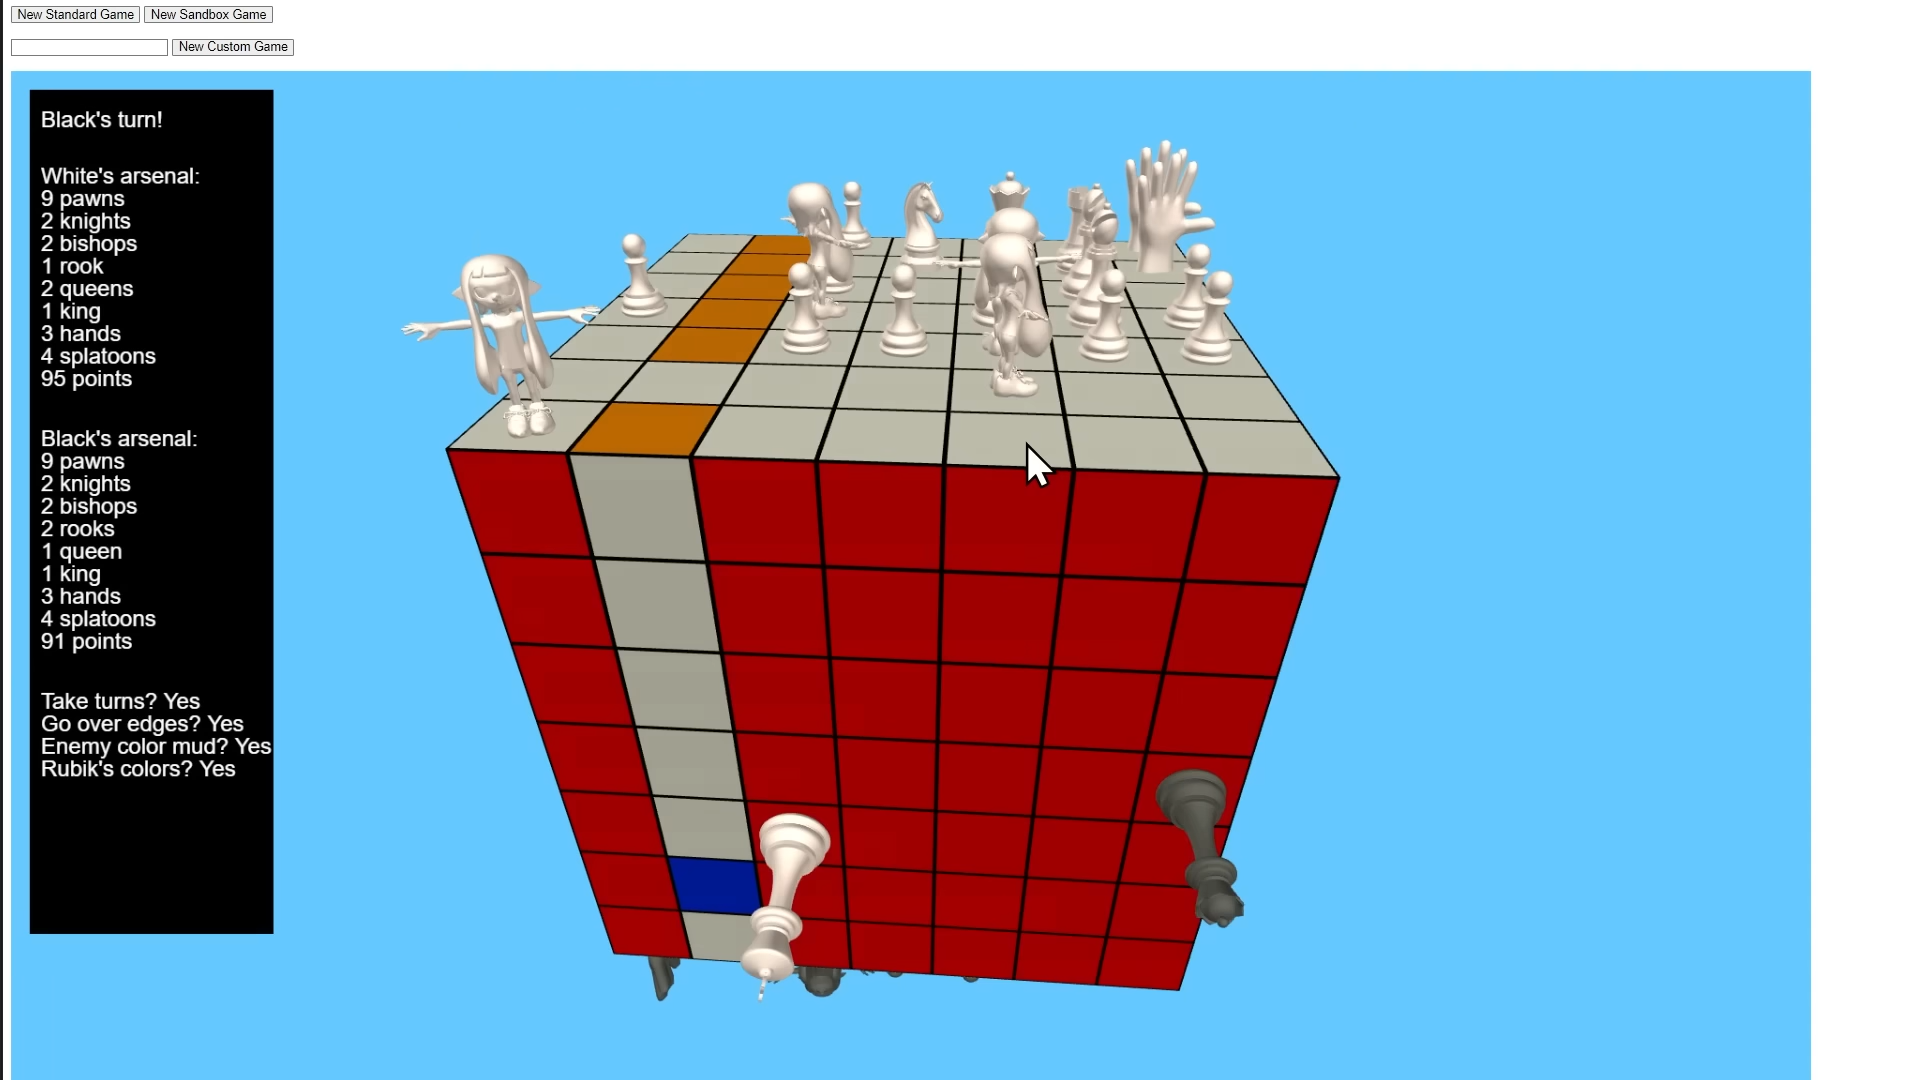 New Standard Game New Sandbox Game
New Custom Game
Black's turn!
White's arsenal:
9 pawns
2 knights
2 bishops
1 rook
2 queens
1 king
3 hands
4 splatoons
95 points
Black's arsenal:
9 pawns
2 knights
2 bishops
2 rooks
1 queen
1 king
3 hands
4 splatoons
91 points
Take turns? Yes
Go over edges? Yes
Enemy color mud? Yes
Rubik's colors? Yes